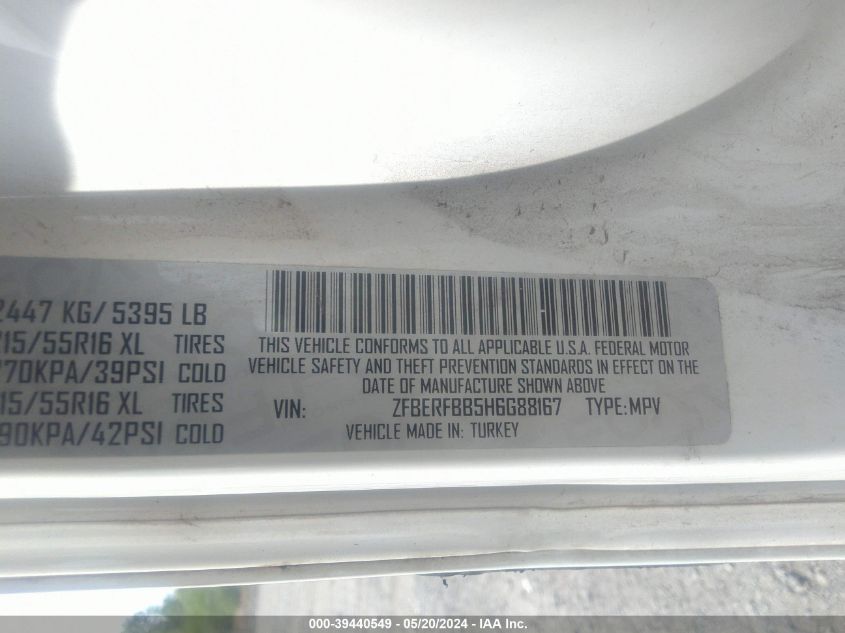 2447 KG/ 5395 LB
15/55R16 XL TIRES
70KPA/39PSI COLD
15/55R16 XL TIRES
90KPA/42PSI COLD
THIS VEHICLE CONFORMS TO ALL APPLICABLE U.S.A. FEDERAL MOTOR
VEHICLE SAFETY AND THEFT PREVENTION STANDARDS IN EFFECT ON THE
DATE OF MANUFACTURE SHOWN ABOVE
VIN: ZFBERFBB5H6G88167 TYPE:MPV
VEHICLE MADE IN: TURKEY
000-39440549 - 05/20/2024 - IAA Inc.